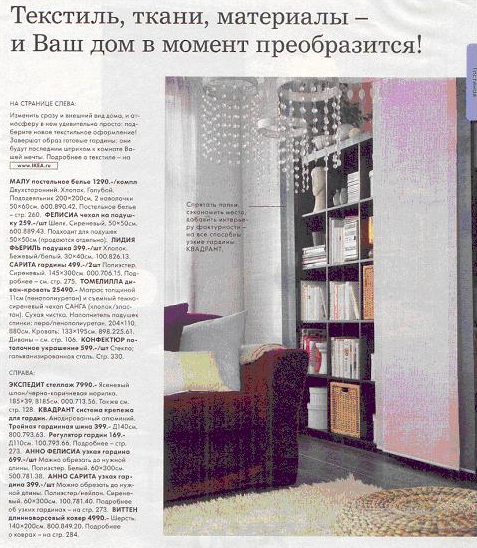 Текстиль, ткани, материалы –
и Ваш дом в момент преобразится!
НА СТРАНИЦЕ СЛЕВА:
Изменить сразу и внешний вид дома, и ат-
мосферу в нем удивительно просто: под-
берите новое текстильное оформление!
Завершат образ готовые гардины: они
будут последним штрихом к комнате Ва-
шей мечты. Подробнее о текстиле – на
www.IKEA.ru
МАЛУ постельное белье 1290.-/компл
Двухсторонний. Хлопок. Голубой.
Пододеяльник 200×200см, 2 наволочки
50×60см. 600.890.42. Постельное белье
– стр. 260. ФЕЛИСИА чехол на подуш-
ку 259.-/шт Шелк. Сиреневый. 50×50см.
600.889.43. Подходит для подушек
50×50см (продаются отдельно). ЛИДИЯ
ФЬЕРИЛЬ подушка 399.-/шт Хлопок.
Бежевый/белый. 30×40см. 100.826.13.
САРИТА гардины 499.-/2шт Полиэстер.
Сиреневый. 145×300см. 000.706.15. Под-
робнее – см. стр. 275. ТОМЕЛИЛЛА ди-
ван-кровать 25490.- Матрас толщиной
11см (пенополиуретан) и съемный темно-
сиреневый чехол САНГА (хлопок/элас-
тан). Сухая чистка. Наполнитель подушек
спинки: перо/пенополиуретан. 204×110,
В80см. Кровать: 133×195см. 898.225.61.
Диваны – см. стр. 106. КОНФЕКТЮР по-
толочное украшение 599.-/шт Стекло;
гальванизированная сталь. Стр. 330.
СПРАВА:
ЭКСПЕДИТ стеллаж 7990.- Ясеневый
шпон/черно-коричневая морилка.
185×39, В185см. 000.713.56. Также см.
стр. 128. КВАДРАНТ система крепежа
для гардин. Анодированный алюминий.
Тройная гардинная шина 399.- Д140см.
800.793.63. Регулятор гардин 169.-
Д110см. 100.793.66. Подробнее – стр.
273. АННО ФЕЛИСИА узкая гардина
699.-/шт Можно обрезать до нужной
длины. Полиэстер. Белый. 60×300см.
500.781.38. АННО САРИТА узкая гар-
дина 399.-/шт Можно обрезать до нуж-
ной длины. Полиэстер/нейлон. Сирене-
вый. 60×300см. 100.781.40. Подробнее
об узких гардинах – на стр. 273. ВИТТЕН
длинноворсовый ковер 4990.- Шерсть.
140×200см. 800.849.20. Подробнее
о коврах – на стр. 284.
Спрятать полки,
сэкономить место,
добавить интерье-
ру фактурности –
на все способны
узкие гардины
КВАДРАНТ.
ГОСТИНОЙ